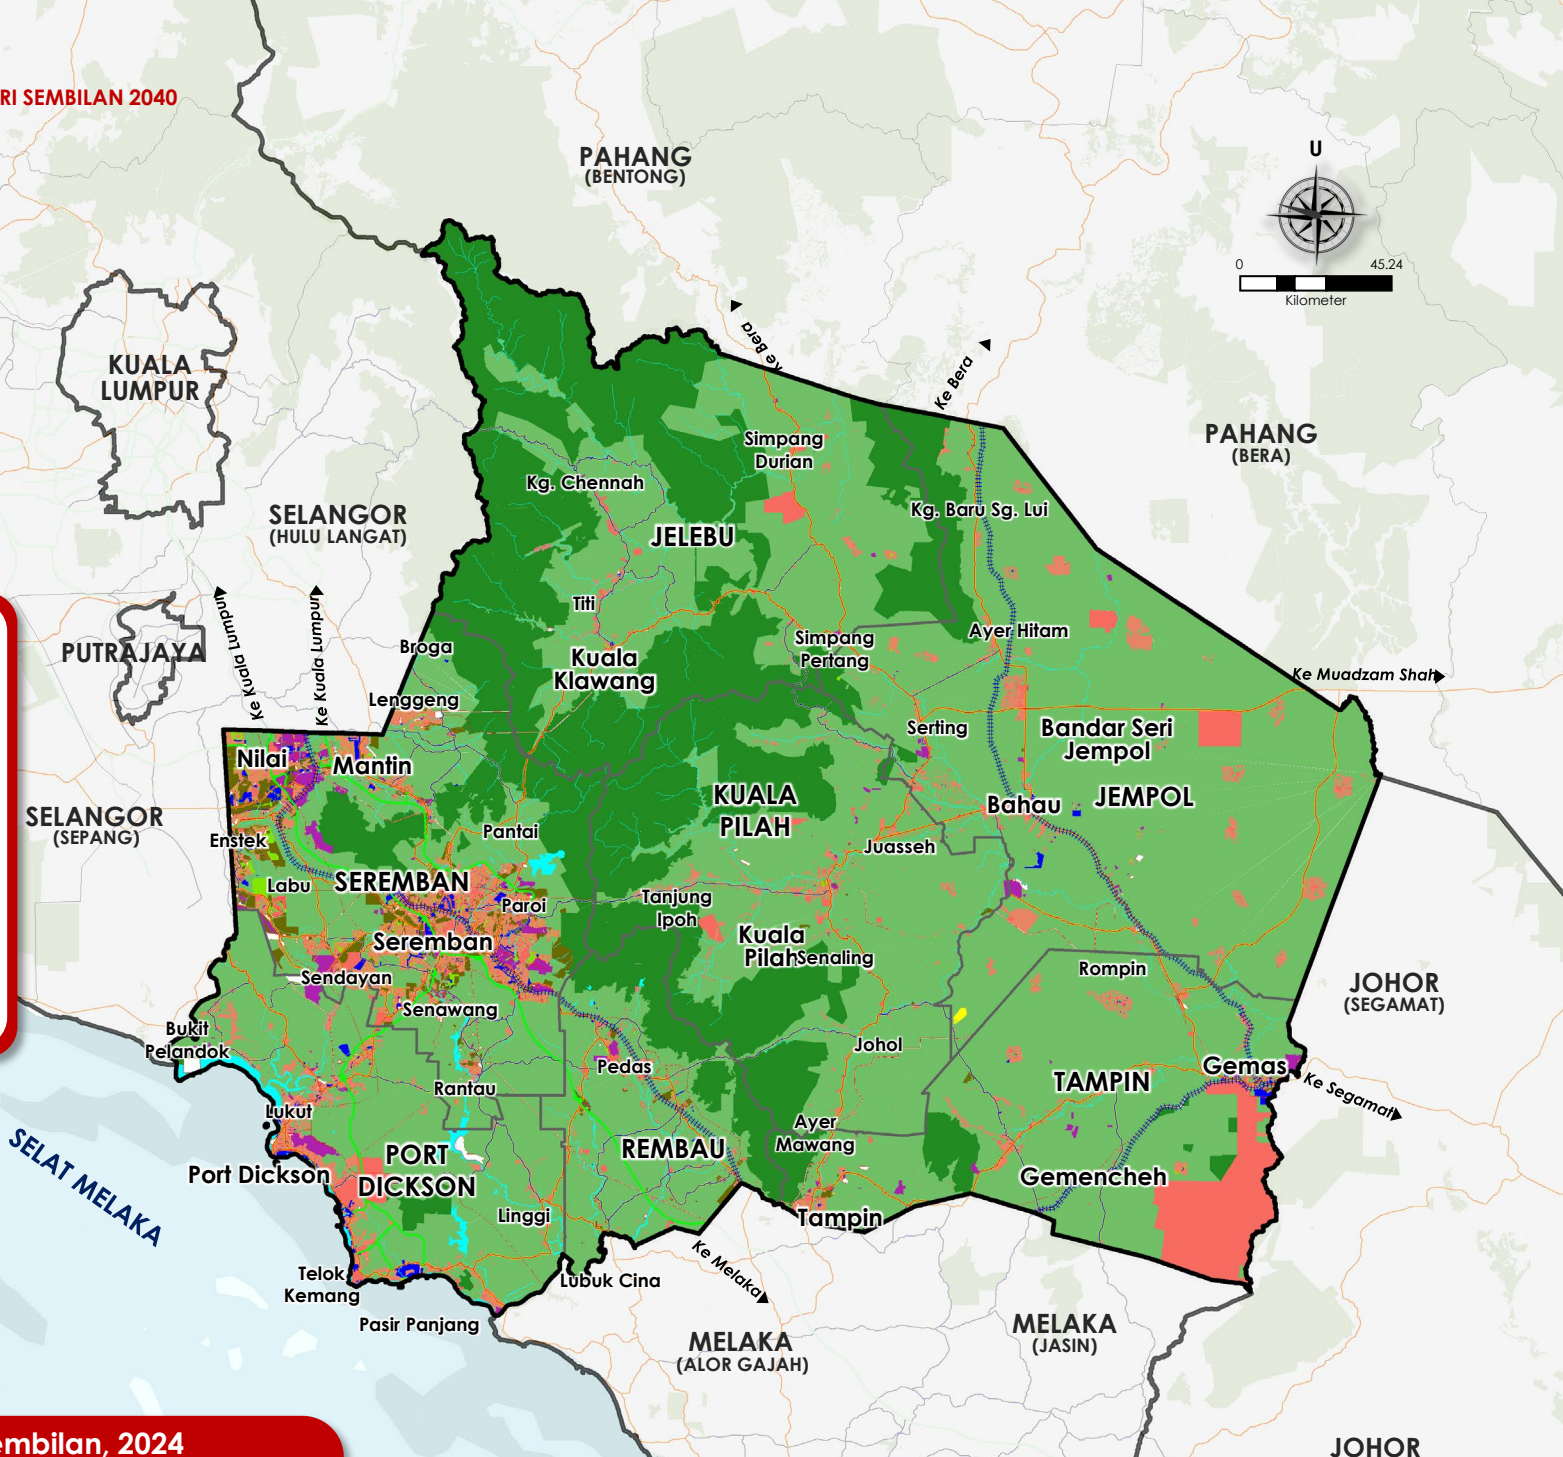 RI SEMBILAN 2040
PAHANG
(BENTONG)
U
0 45.24
Kilometer
Ke Bera
Ke Bera
KUALA
LUMPUR
PAHANG
(BERA)
Simpang
Durian
Kg. Chennah
Kg. Baru Sg. Lui
SELANGOR
(HULU LANGAT)
JELEBU
Titi
Ayer Hitam
Ke Kuala Lumpur
Ke Kuala Lumpur
PUTRAJAYA
Broga
Simpang
Pertang
Kuala
Klawang
Ke Muadzam Shah
Lenggeng
Serting
Bandar Seri
Jempol
Nilai
Mantin
KUALA
PILAH
JEMPOL
Bahau
SELANGOR
(SEPANG)
Enstek
Pantai
Juasseh
Labu
SEREMBAN
Paroi
Tanjung
Ipoh
Seremban
Kuala
Pilah
Senaling
Rompin
Sendayan
JOHOR
(SEGAMAT)
Senawang
Bukit
Pelandok
Johol
Pedas
Gemas
TAMPIN
Rantau
Ke Segamat
Lukut
Ayer
Mawang
SELAT MELAKA
PORT
DICKSON
REMBAU
Port Dickson
Gemencheh
Linggi
Tampin
Telok
Kemang
Lubuk Cina
Ke Melaka
Pasir Panjang
MELAKA
(ALOR GAJAH)
MELAKA
(JASIN)
embilan, 2024
JOHOR